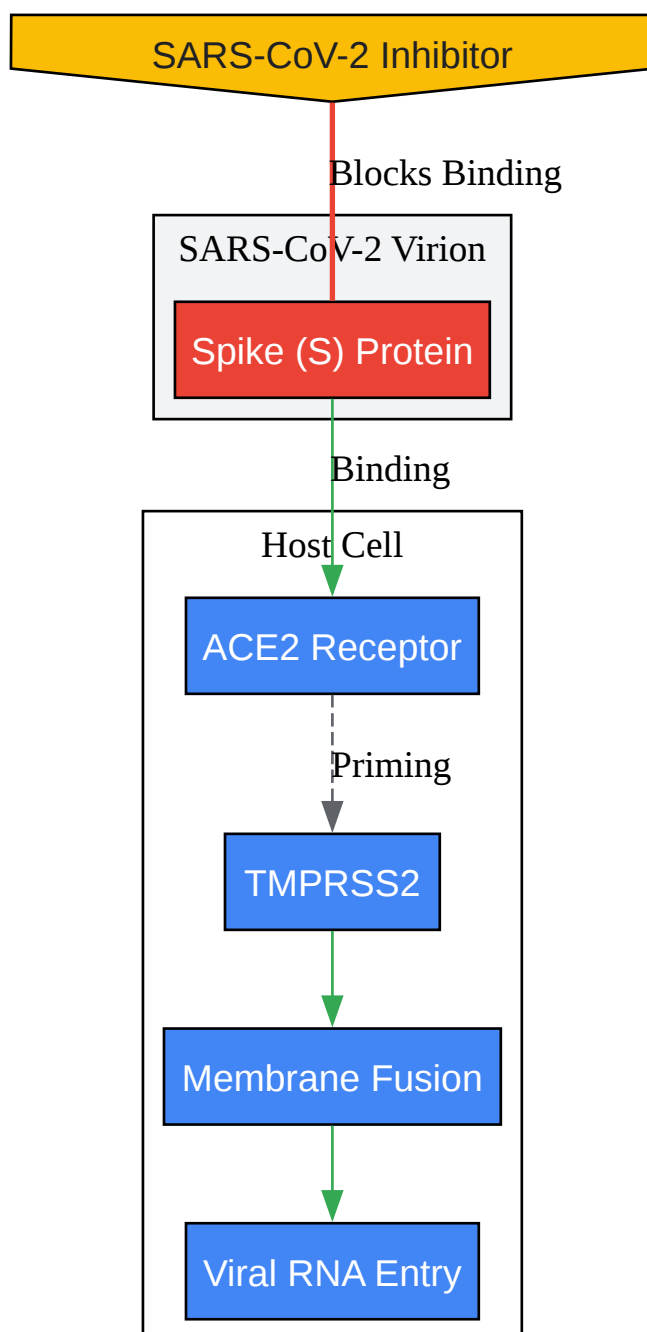 SARS-CoV-2 Inhibitor
Blocks Binding
SARS-CoV-2 Virion
Spike (S) Protein
Binding
Host Cell
ACE2 Receptor
Priming
TMPRSS2
Membrane Fusion
Viral RNA Entry